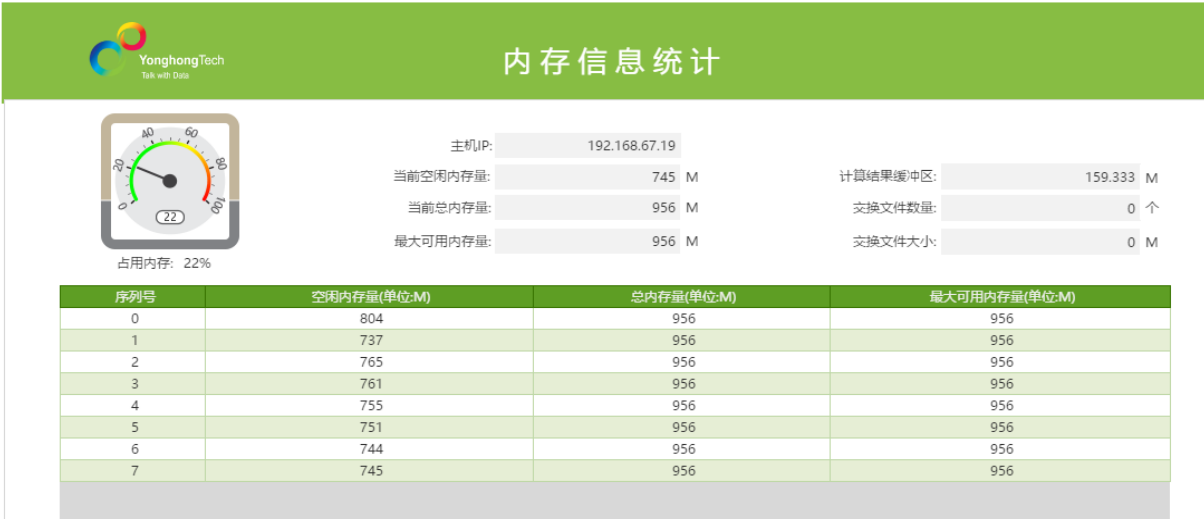 YonghongTech
Talk with Data
内存信息统计
0 20 40 60 80 100
22
占用内存: 22%
主机IP: 192.168.67.19
当前空闲内存量: 745 M 计算结果缓冲区: 159.333 M
当前总内存量: 956 M 交换文件数量: 0 个
最大可用内存量: 956 M 交换文件大小: 0 M
序列号 空闲内存量(单位:M) 总内存量(单位:M) 最大可用内存量(单位:M)
0 804 956 956
1 737 956 956
2 765 956 956
3 761 956 956
4 755 956 956
5 751 956 956
6 744 956 956
7 745 956 956